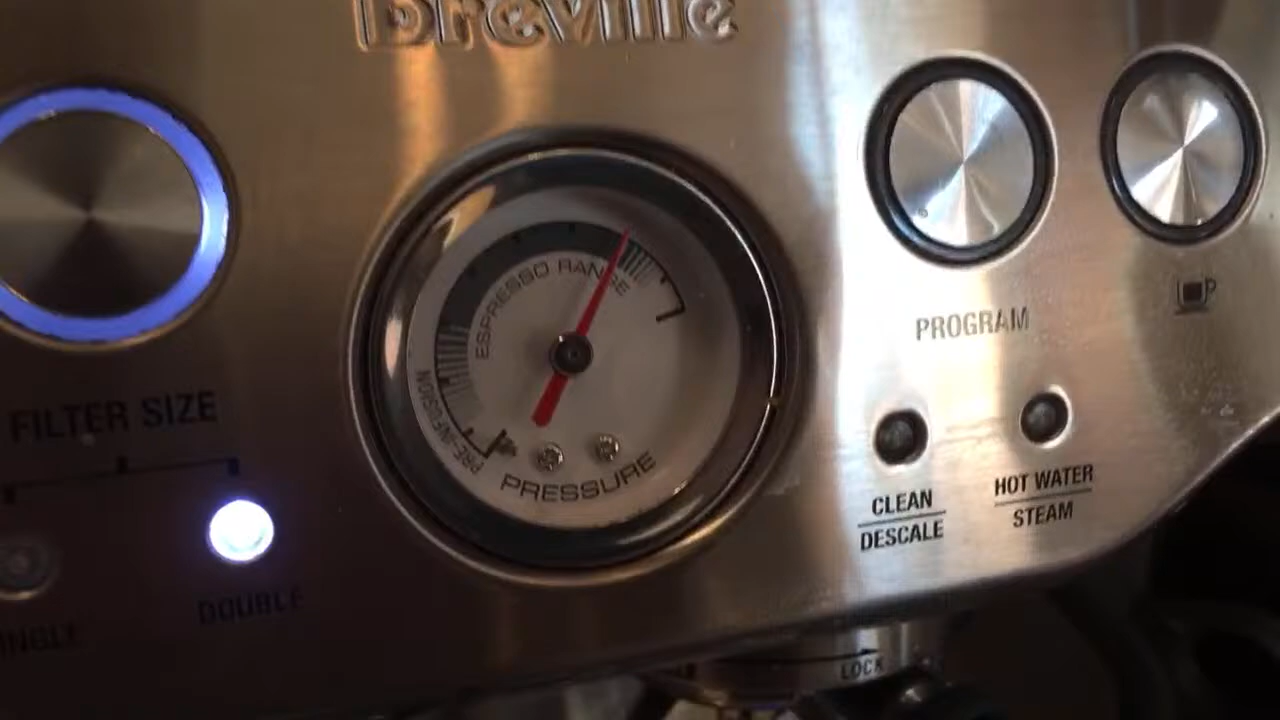 Breville
ESPRESSO RANGE
PRE-INFUSION
PRESSURE
FILTER SIZE
DOUBLE
PROGRAM
CLEAN
DESCALE
HOT WATER
STEAM
LOCK